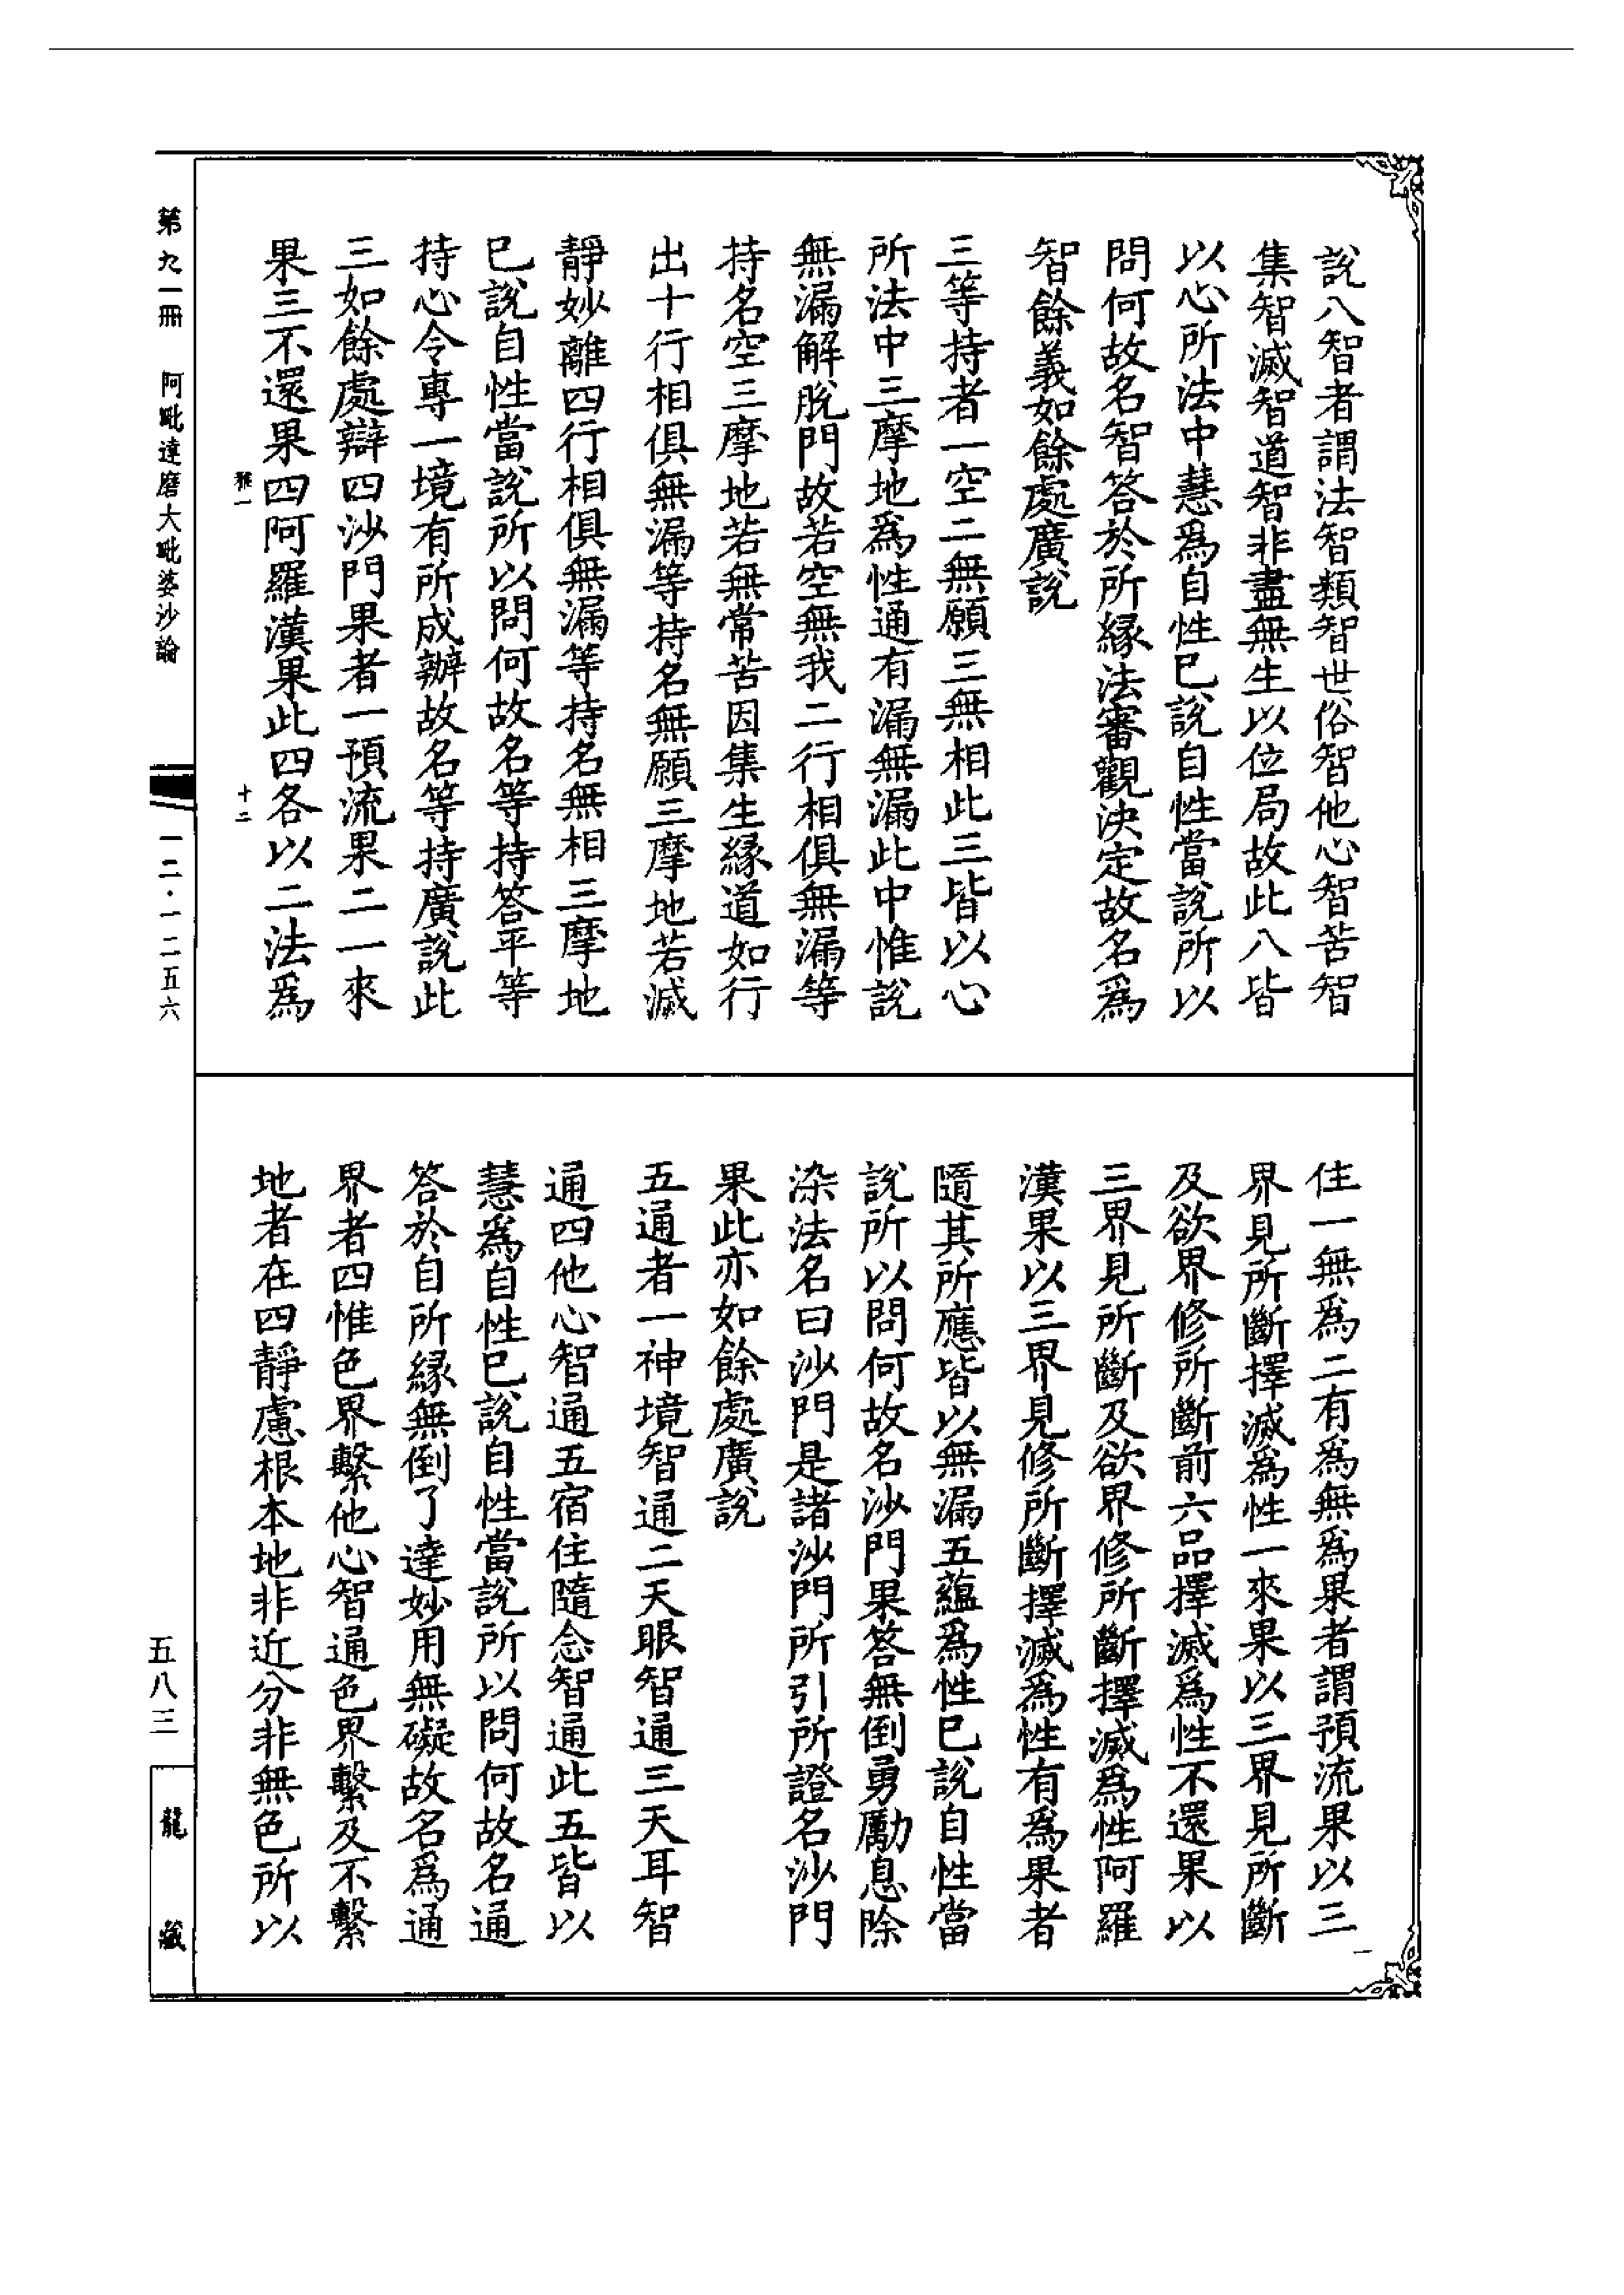 說八智者謂法智類智世俗智他心智苦智
集智滅智道智非盡無生以位局故此八皆
以心所法中慧爲自性已說自性當說所以
問何故名智答於所緣法審觀決定故名爲
智餘義如餘處廣說
三等持者一空二無願三無相此三皆以心
所法中三摩地爲性通有漏無漏此中惟說
無漏解脫門故若空無我二行相俱無漏等
持名空三摩地若無常苦因集生緣道如行
出十行相俱無漏等持名無願三摩地若滅
靜妙離四行相俱無漏等持名無相三摩地
已說自性當說所以問何故名等持答平等
持心令專一境有所成辦故名等持廣說此
三如餘處辯四沙門果者一預流果二一來
果三不還果四阿羅漢果此四各以二法爲
雅一 十二
住一無爲二有爲無爲果者謂預流果以三
界見所斷擇滅爲性一來果以三界見所斷
及欲界修所斷前六品擇滅爲性不還果以
三界見所斷及欲界修所斷擇滅爲性阿羅
漢果以三界見修所斷擇滅爲性有爲果者
隨其所應皆以無漏五蘊爲性已說自性當
說所以問何故名沙門果答無倒勇勵息除
染法名曰沙門是諸沙門所引所證名沙門
果此亦如餘處廣說
五通者一神境智通二天眼智通三天耳智
通四他心智通五宿住隨念智通此五皆以
慧爲自性已說自性當說所以問何故名通
答於自所緣無倒了達妙用無礙故名爲通
界者四惟色界繫他心智通色界繫及不繫
地者在四靜慮根本地非近分非無色所以
第九一冊 阿毗達磨大毗婆沙論 一二·一二五六
五八三 龍藏